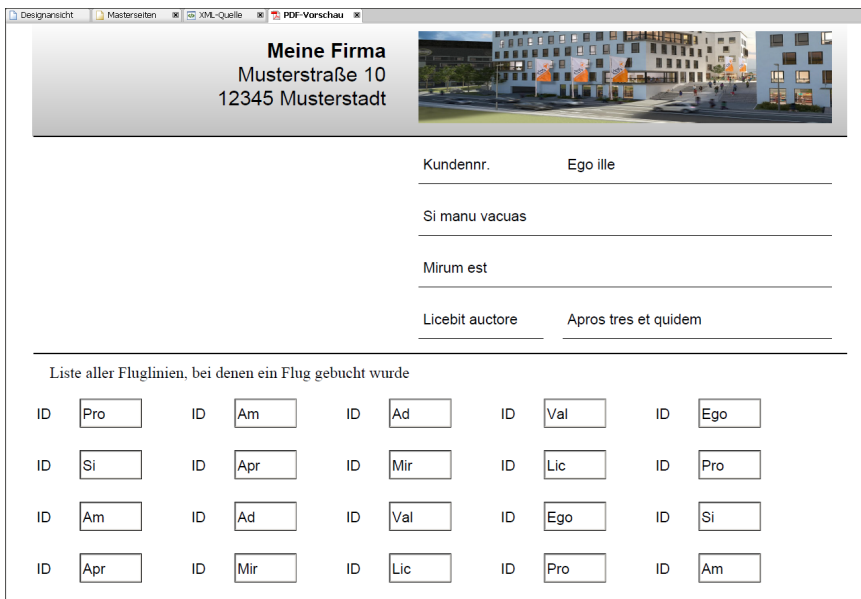 Designansicht Masterseiten XML-Quelle PDF-Vorschau
Meine Firma
Musterstraße 10
12345 Musterstadt
Kundennr. Ego ille
Si manu vacuas
Mirum est
Licebit auctore Apros tres et quidem
Liste aller Fluglinien, bei denen ein Flug gebucht wurde
ID Pro ID Am ID Ad ID Val ID Ego
ID Si ID Apr ID Mir ID Lic ID Pro
ID Am ID Ad ID Val ID Ego ID Si
ID Apr ID Mir ID Lic ID Pro ID Am